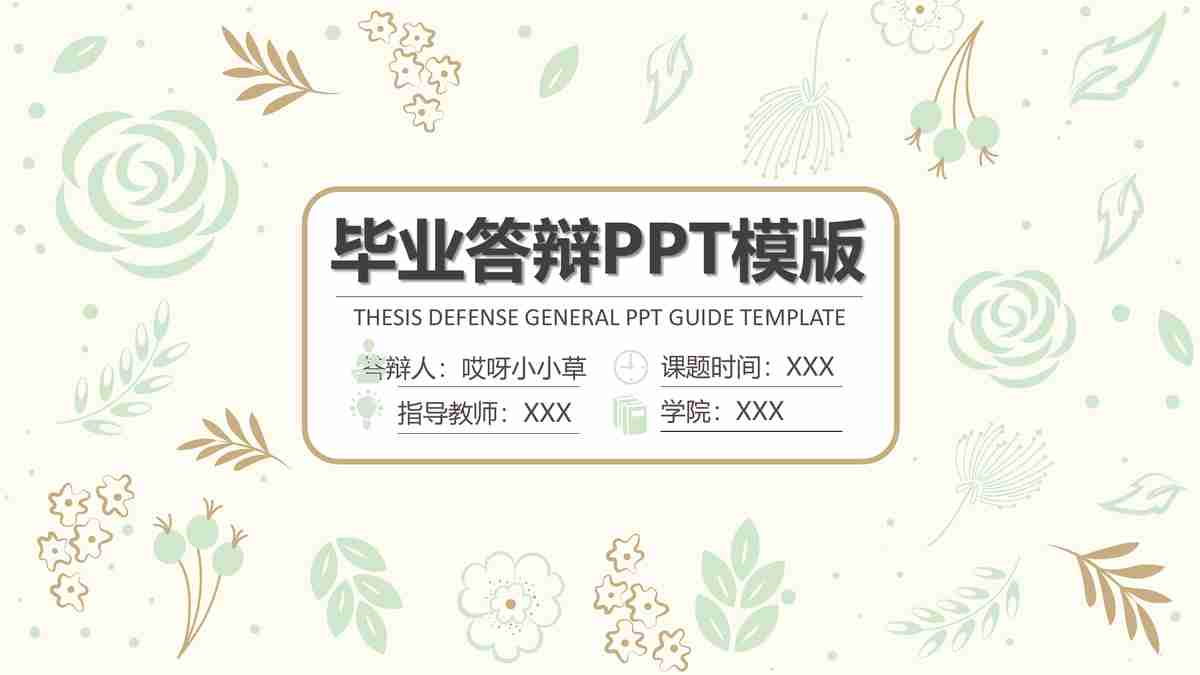 毕业答辩PPT模版
THESIS DEFENSE GENERAL PPT GUIDE TEMPLATE
答辩人：哎呀小小草
课题时间：XXX
指导教师：XXX
学院：XXX